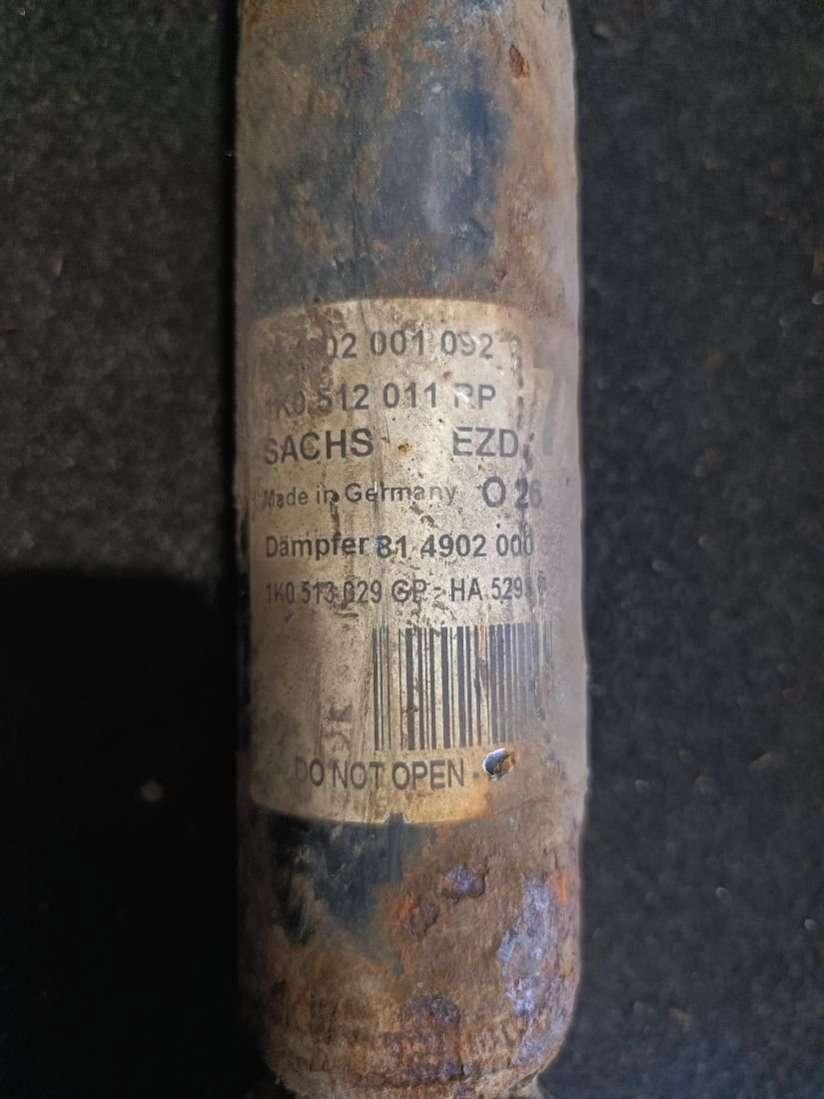 02 001 092
1K0 512 011 RP
SACHS EZD.
Made in Germany O 26
Dämpfer 81 4902 000
1K0 513 029 GP - HA
DO NOT OPEN -